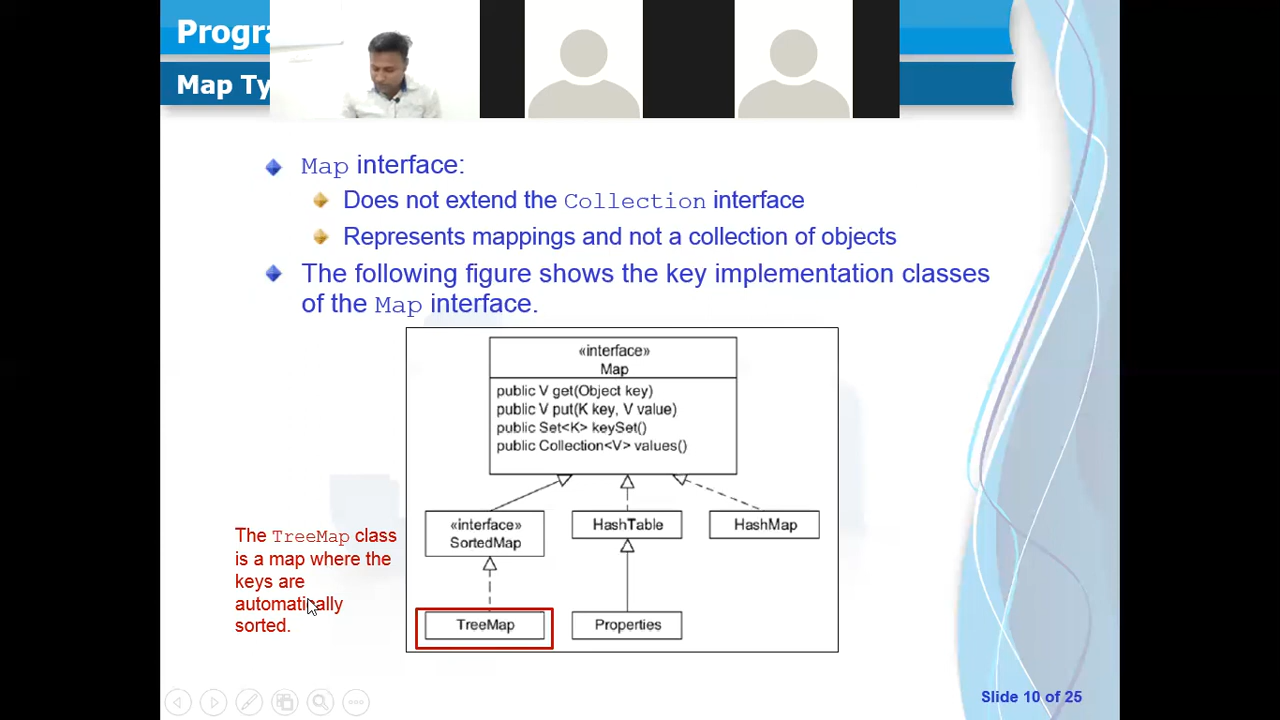 Progra
Map Ty
Map interface:
Does not extend the Collection interface
Represents mappings and not a collection of objects
The following figure shows the key implementation classes
of the Map interface.
«interface»
Map
public V get(Object key)
public V put(K key, V value)
public Set<K> keySet()
public Collection<V> values()
«interface»
SortedMap
HashTable
HashMap
The TreeMap class
is a map where the
keys are
automatically
sorted.
TreeMap
Properties
Slide 10 of 25